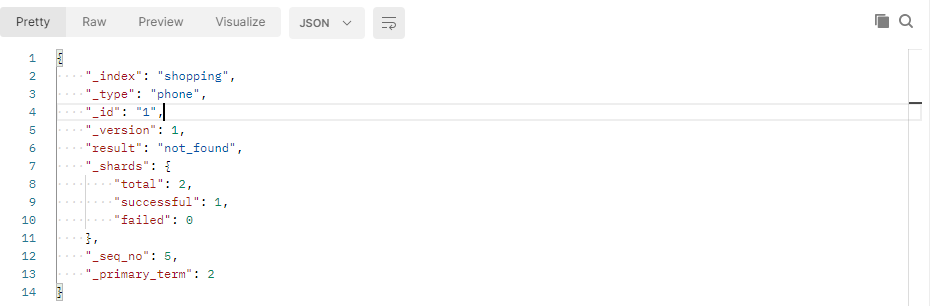 Pretty Raw Preview Visualize JSON
1 {
2 "_index": "shopping",
3 "_type": "phone",
4 "_id": "1",
5 "_version": 1,
6 "result": "not_found",
7 "_shards": {
8 "total": 2,
9 "successful": 1,
10 "failed": 0
11 },
12 "_seq_no": 5,
13 "_primary_term": 2
14 }